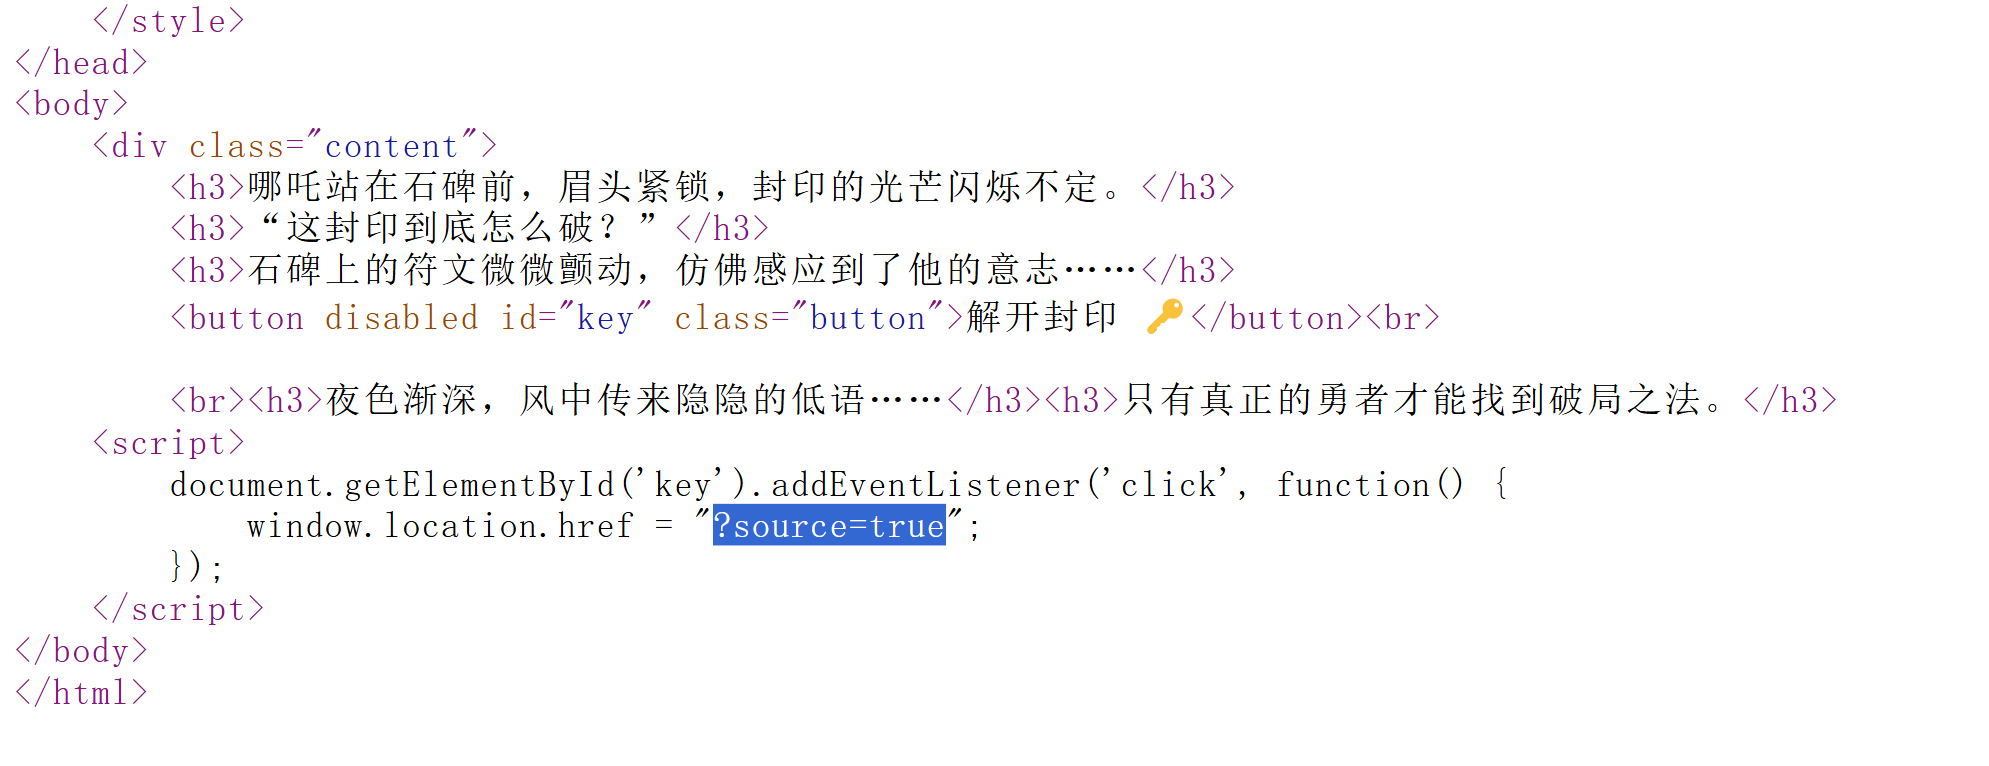 </style>
</head>
<body>
<div class="content">
<h3>哪吒站在石碑前，眉头紧锁，封印的光芒闪烁不定。</h3>
<h3>“这封印到底怎么破？”</h3>
<h3>石碑上的符文微微颤动，仿佛感应到了他的意志……</h3>
<button disabled id="key" class="button">解开封印 🔑</button><br>
<br><h3>夜色渐深，风中传来隐隐的低语……</h3><h3>只有真正的勇者才能找到破局之法。</h3>
<script>
document.getElementById('key').addEventListener('click', function() {
window.location.href = "?source=true";
});
</script>
</body>
</html>